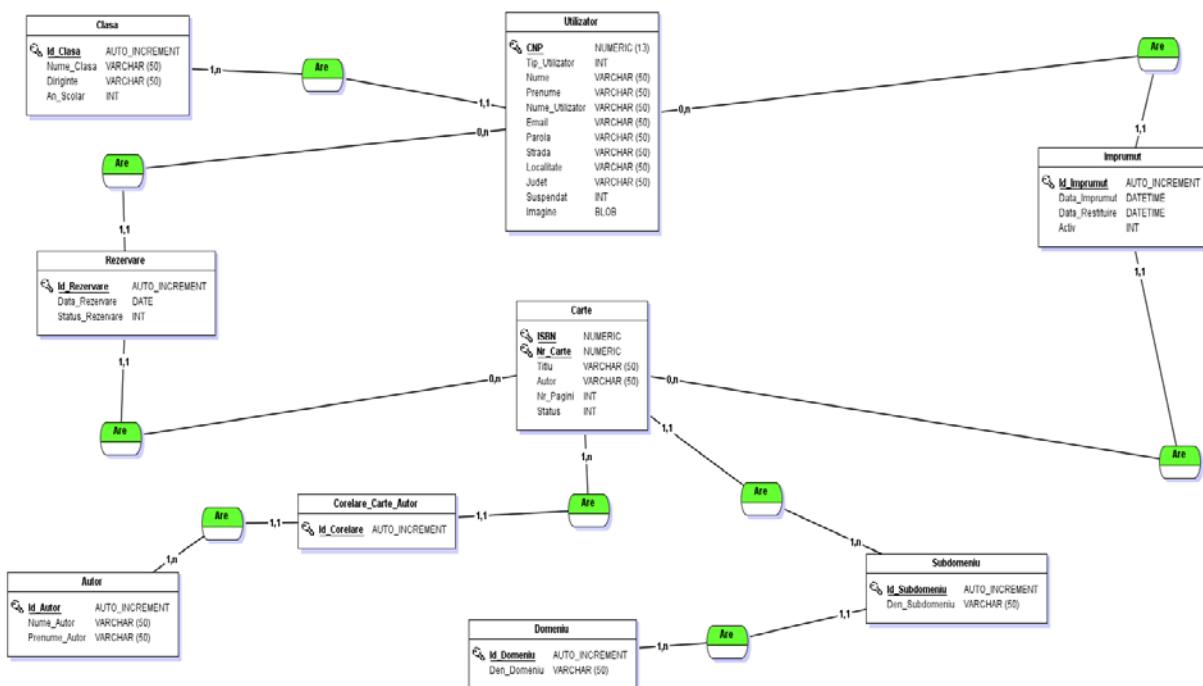 Clasa
Id_Clasa AUTO_INCREMENT
Nume_Clasa VARCHAR (50)
Diriginte VARCHAR (50)
An_Scolar INT
1,n
Are
1,1
Utilizator
CNP NUMERIC (13)
Tip_Utilizator INT
Nume VARCHAR (50)
Prenume VARCHAR (50)
Nume_Utilizator VARCHAR (50)
Email VARCHAR (50)
Parola VARCHAR (50)
Strada VARCHAR (50)
Localitate VARCHAR (50)
Judet VARCHAR (50)
Suspendat INT
Imagine BLOB
0,n
Are
1,1
Imprumut
Id_Imprumut AUTO_INCREMENT
Data_Imprumut DATETIME
Data_Restituire DATETIME
Activ INT
1,1
0,n
Are
1,1
Rezervare
Id_Rezervare AUTO_INCREMENT
Data_Rezervare DATE
Status_Rezervare INT
1,1
Are
0,n
Carte
ISBN NUMERIC
Nr_Carte NUMERIC
Titlu VARCHAR (50)
Autor VARCHAR (50)
Nr_Pagini INT
Status INT
0,n
Are
1,1
Are
1,n
1,n
Are
1,1
Corelare_Carte_Autor
Id_Corelare AUTO_INCREMENT
1,1
Are
1,n
Autor
Id_Autor AUTO_INCREMENT
Nume_Autor VARCHAR (50)
Prenume_Autor VARCHAR (50)
Subdomeniu
Id_Subdomeniu AUTO_INCREMENT
Den_Subdomeniu VARCHAR (50)
1,1
Are
1,n
Domeniu
Id_Domeniu AUTO_INCREMENT
Den_Domeniu VARCHAR (50)